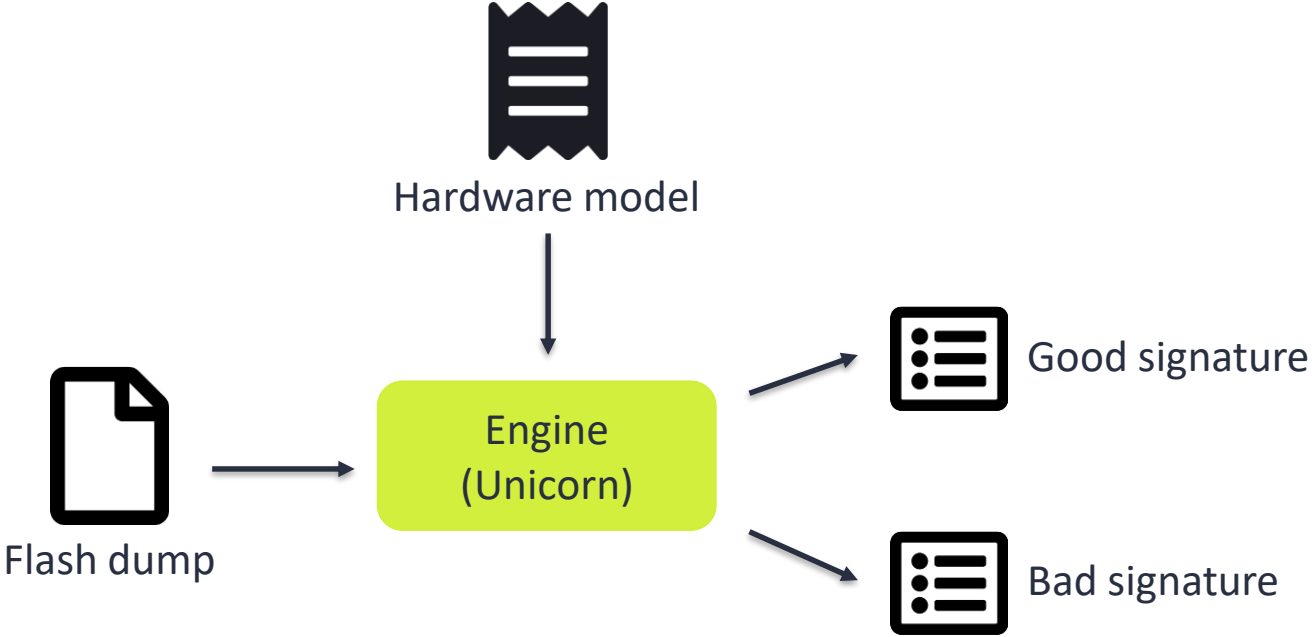 Hardware model
Flash dump
Engine
(Unicorn)
Good signature
Bad signature